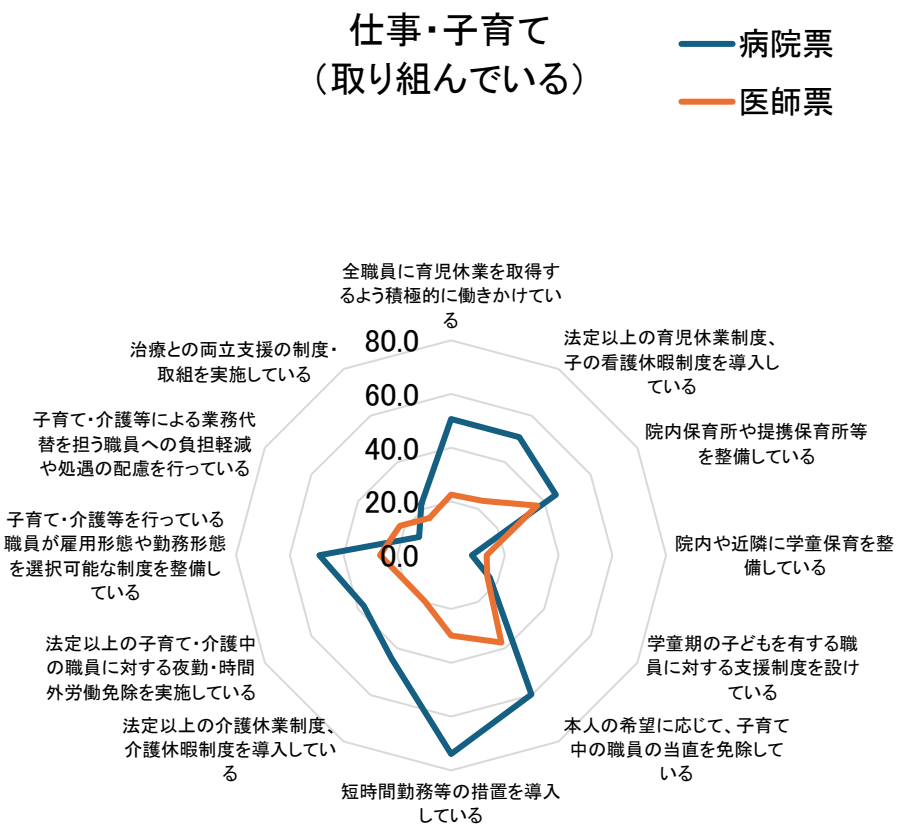 仕事・子育て
（取り組んでいる）
病院票
医師票
全職員に育児休業を取得す
るよう積極的に働きかけてい
る
法定以上の育児休業制度、
子の看護休暇制度を導入し
ている
院内保育所や提携保育所等
を整備している
院内や近隣に学童保育を整
備している
学童期の子どもを有する職
員に対する支援制度を設け
ている
本人の希望に応じて、子育て
中の職員の当直を免除して
いる
短時間勤務等の措置を導入
している
法定以上の介護休業制度、
介護休暇制度を導入してい
る
法定以上の子育て・介護中
の職員に対する夜勤・時間
外労働免除を実施している
子育て・介護等を行っている
職員が雇用形態や勤務形態
を選択可能な制度を整備し
ている
子育て・介護等による業務代
替を担う職員への負担軽減
や処遇の配慮を行っている
治療との両立支援の制度・
取組を実施している
80.0
60.0
40.0
20.0
0.0